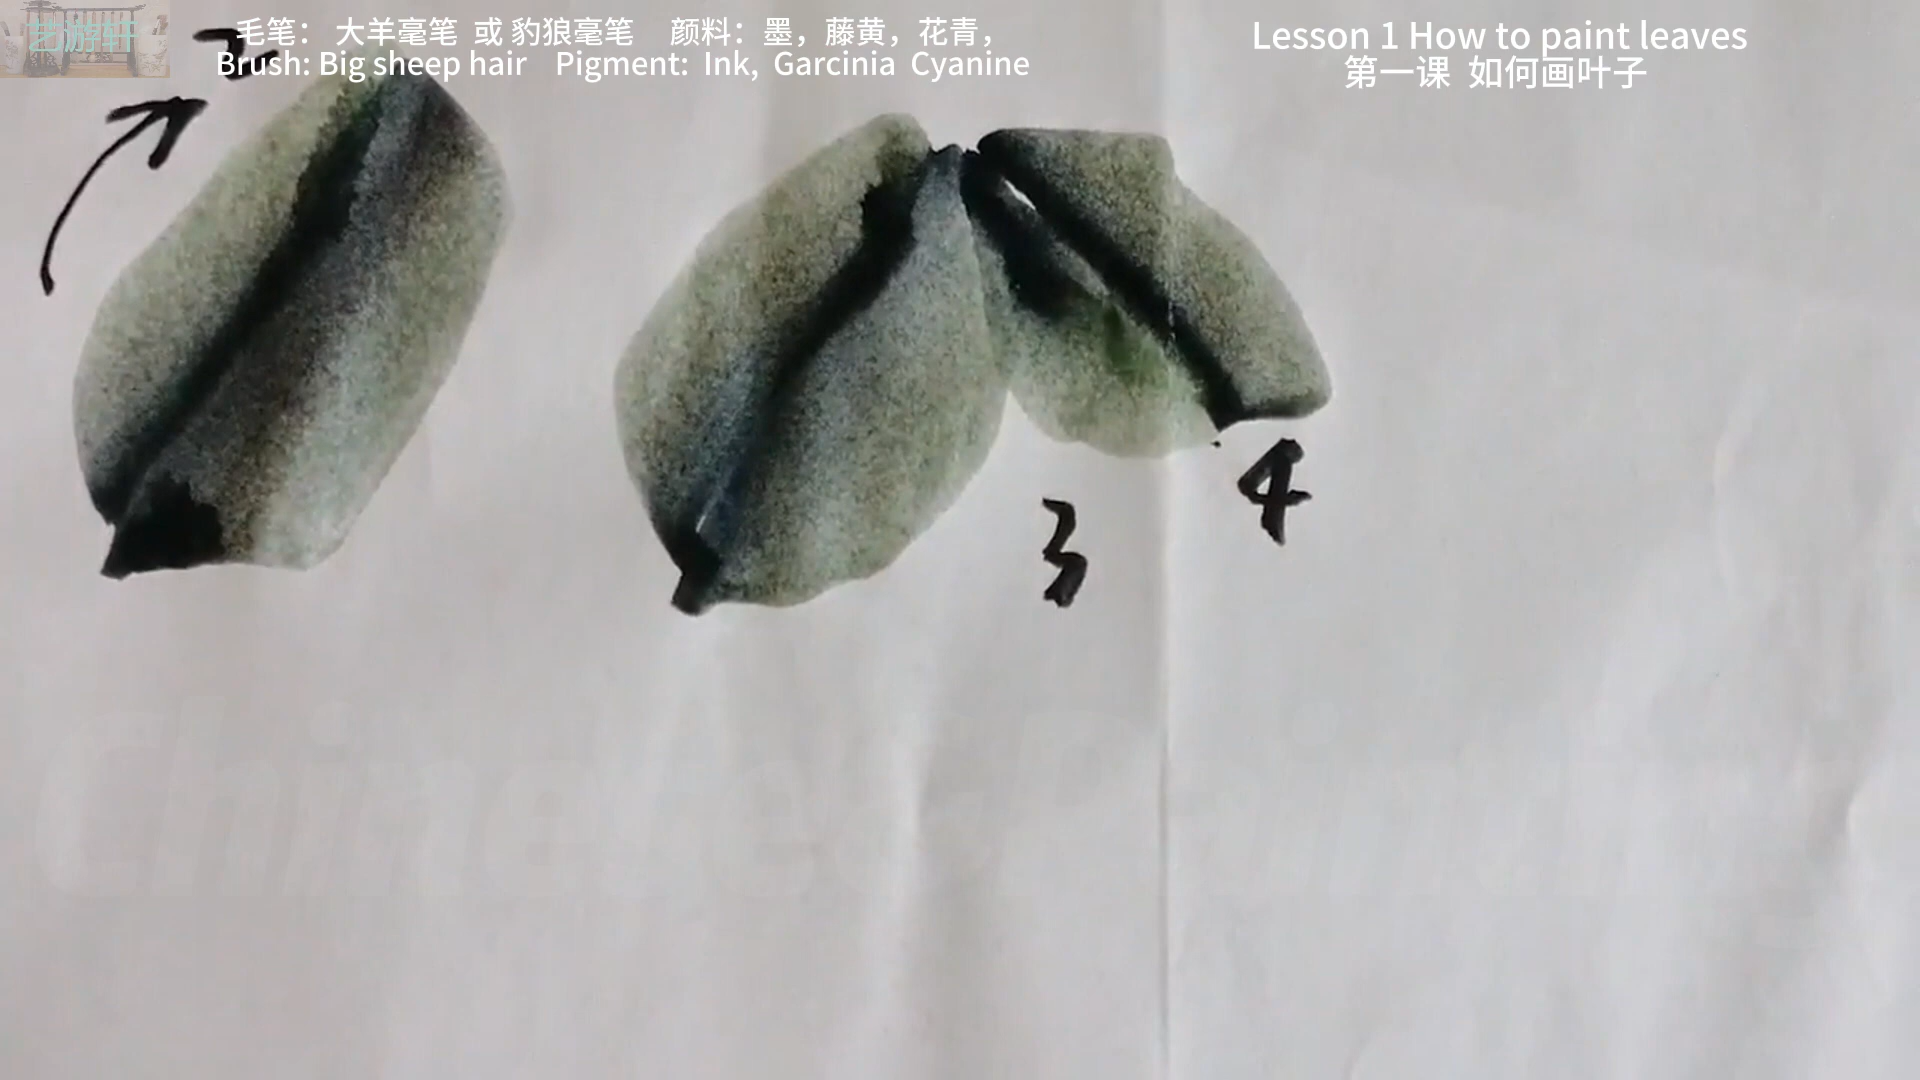 艺游轩
毛笔： 大羊毫笔 或 豹狼毫笔 颜料：墨，藤黄，花青，
Brush: Big sheep hair Pigment: Ink, Garcinia Cyanine
Lesson 1 How to paint leaves
第一课 如何画叶子
3
4